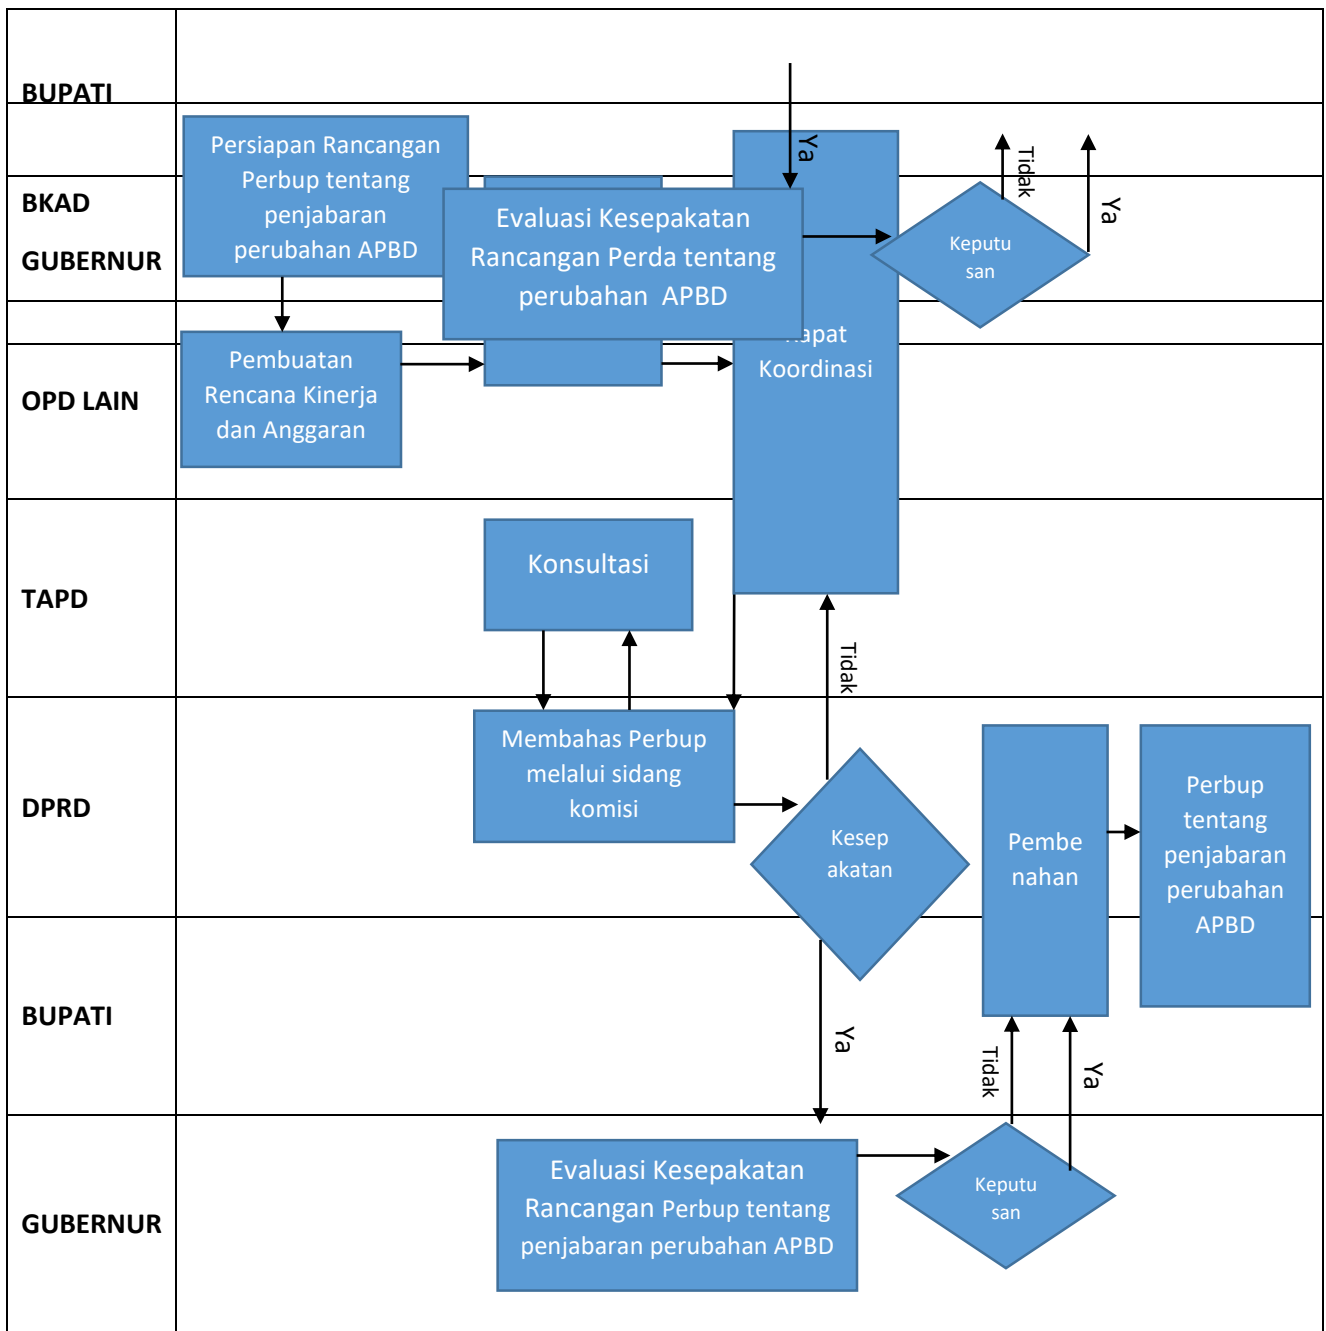 BUPATI
Persiapan Rancangan
Perbup tentang
penjabaran
perubahan APBD
Ya
Tidak
Ya
BKAD
GUBERNUR
Evaluasi Kesepakatan
Rancangan Perda tentang
perubahan APBD
Keputu
san
OPD LAIN
Pembuatan
Rencana Kinerja
dan Anggaran
Koordinasi
TAPD
Konsultasi
Tidak
DPRD
Membahas Perbup
melalui sidang
komisi
Kesep
akatan
Pembe
nahan
Perbup
tentang
penjabaran
perubahan
APBD
BUPATI
Ya
Tidak
Ya
GUBERNUR
Evaluasi Kesepakatan
Rancangan Perbup tentang
penjabaran perubahan APBD
Keputu
san